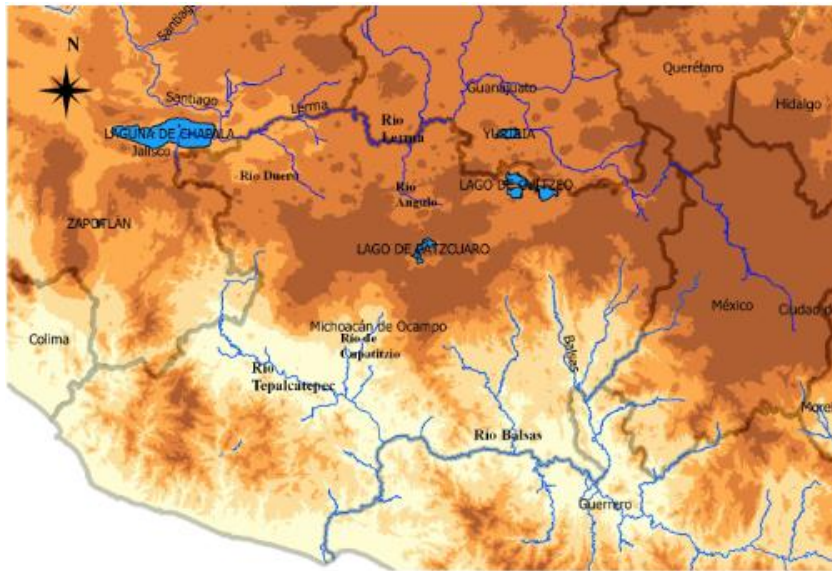 Santiago
N
Querétaro
Guanajuato
Hidalgo
Santiago
Lerma
Río
Lerma
LAGUNA DE CHAPALA
YURIRIA
Jalisco
Río Duero
LAGO DE CUITZEO
Río
Angulo
ZAPOTLÁN
LAGO DE PÁTZCUARO
México
Ciudad d
Michoacán de Ocampo
Colima
Río de
Cupatitzio
Balsas
Río
Tepalcatepec
More
Río Balsas
Guerrero